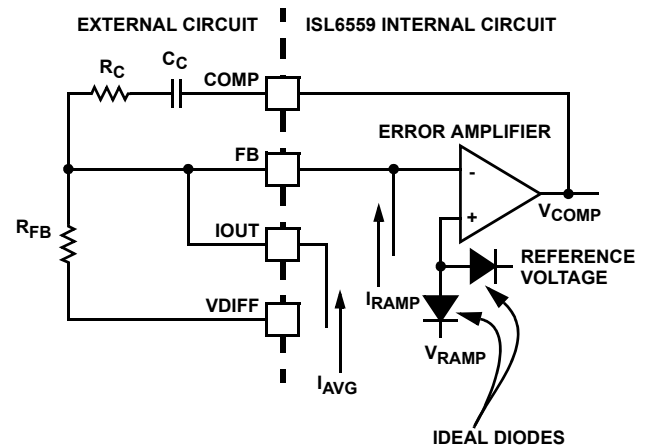 EXTERNAL CIRCUIT
ISL6559 INTERNAL CIRCUIT
RC
CC
COMP
ERROR AMPLIFIER
FB
-
+
VCOMP
RFB
IOUT
REFERENCE
VOLTAGE
IRAMP
VDIFF
VRAMP
IAVG
IDEAL DIODES